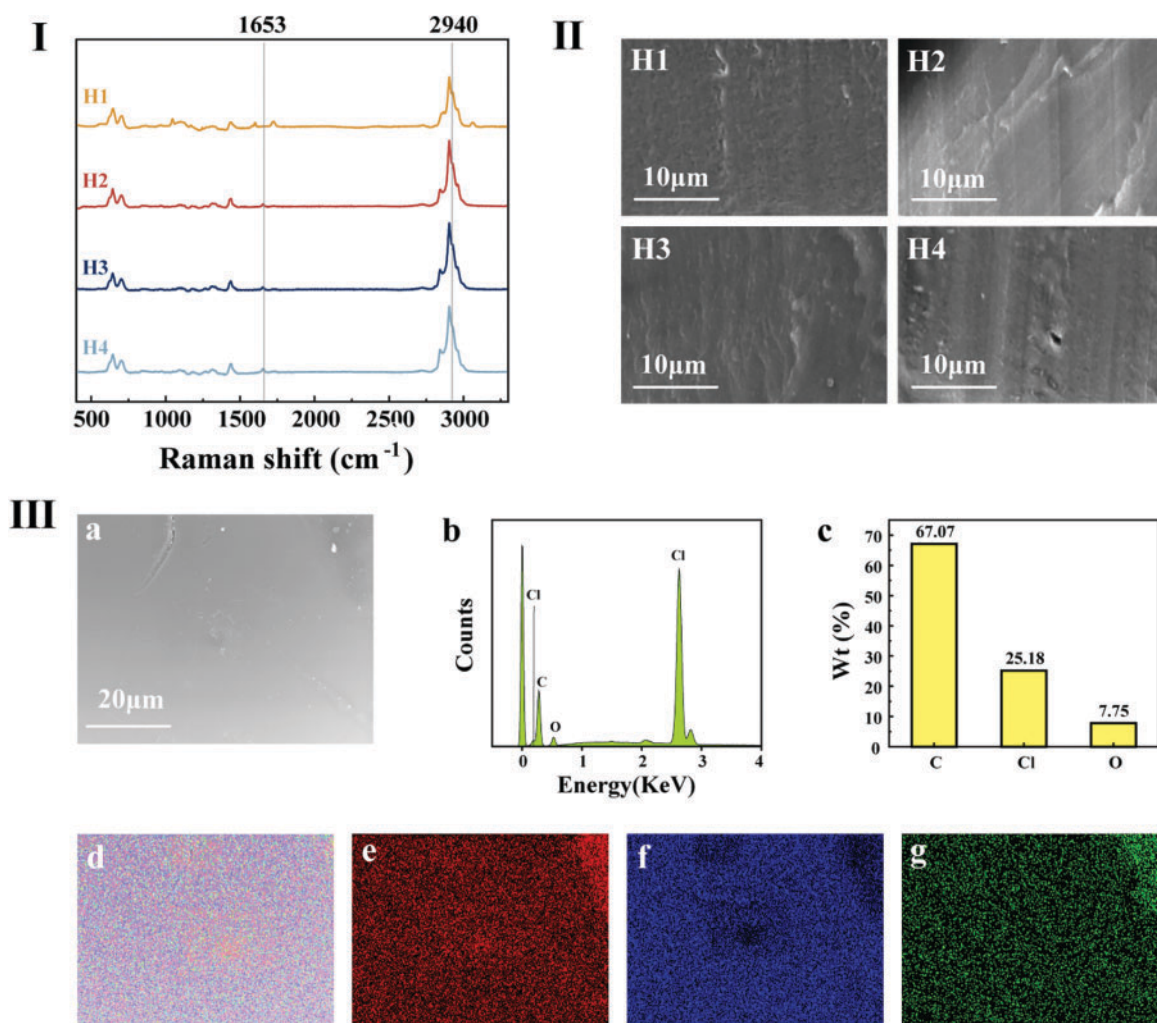 I
1653 2940
H1
H2
H3
H4
500 1000 1500 2000 2500 3000
Raman shift (cm⁻¹)
II
H1
10μm
H2
10μm
H3
10μm
H4
10μm
III
a
20μm
b
Counts
Cl
C
O
Cl
0 1 2 3 4
Energy(KeV)
c
Wt (%)
70
60
50
40
30
20
10
0
67.07
25.18
7.75
C Cl O
d
e
f
g